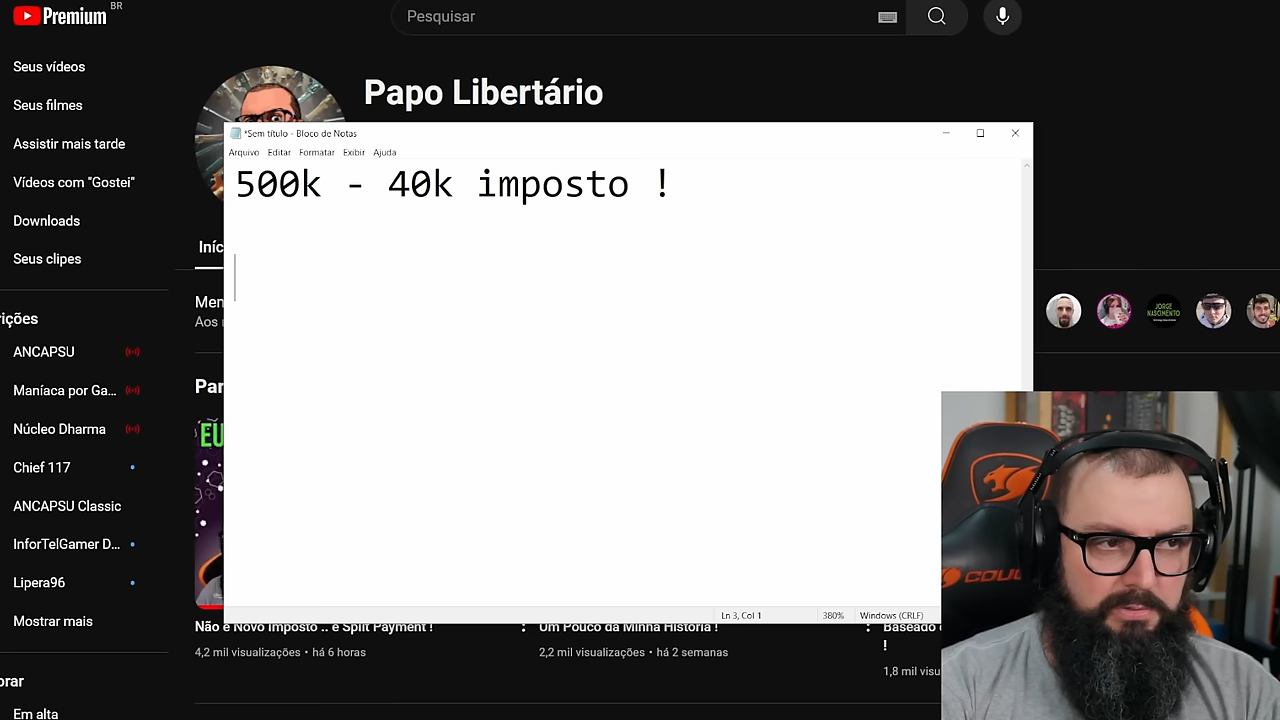 Premium
BR
Pesquisar
Seus vídeos
Seus filmes
Assistir mais tarde
Vídeos com "Gostei"
Downloads
Seus clipes
rições
ANCAPSU
Maníaca por Ga...
Núcleo Dharma
Chief 117
ANCAPSU Classic
InforTelGamer D...
Lipera96
Mostrar mais
orar
Em alta
Papo Libertário
*Sem título - Bloco de Notas
Arquivo Editar Formatar Exibir Ajuda
500k - 40k imposto !
Ln 3, Col 1
380%
Windows (CRLF)
Iníc
Men
Aos
JORGE
NASCIMENTO
Par
EU
Não é Novo Imposto .. é Split Payment !
4,2 mil visualizações • há 6 horas
Um Pouco da Minha História !
2,2 mil visualizações • há 2 semanas
Baseado
!
1,8 mil visu
COUG